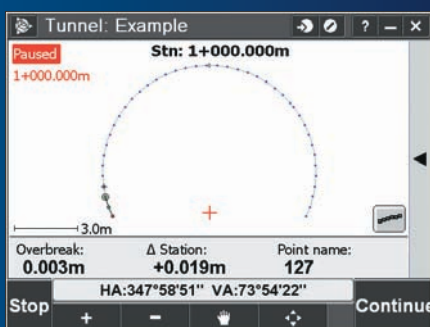 Tunnel: Example
? — ×
Paused
Stn: 1+000.000m
1+000.000m
3.0m
Overbreak: Δ Station: Point name:
0.003m +0.019m 127
HA:347°58'51" VA:73°54'22"
Stop Continue
+ –